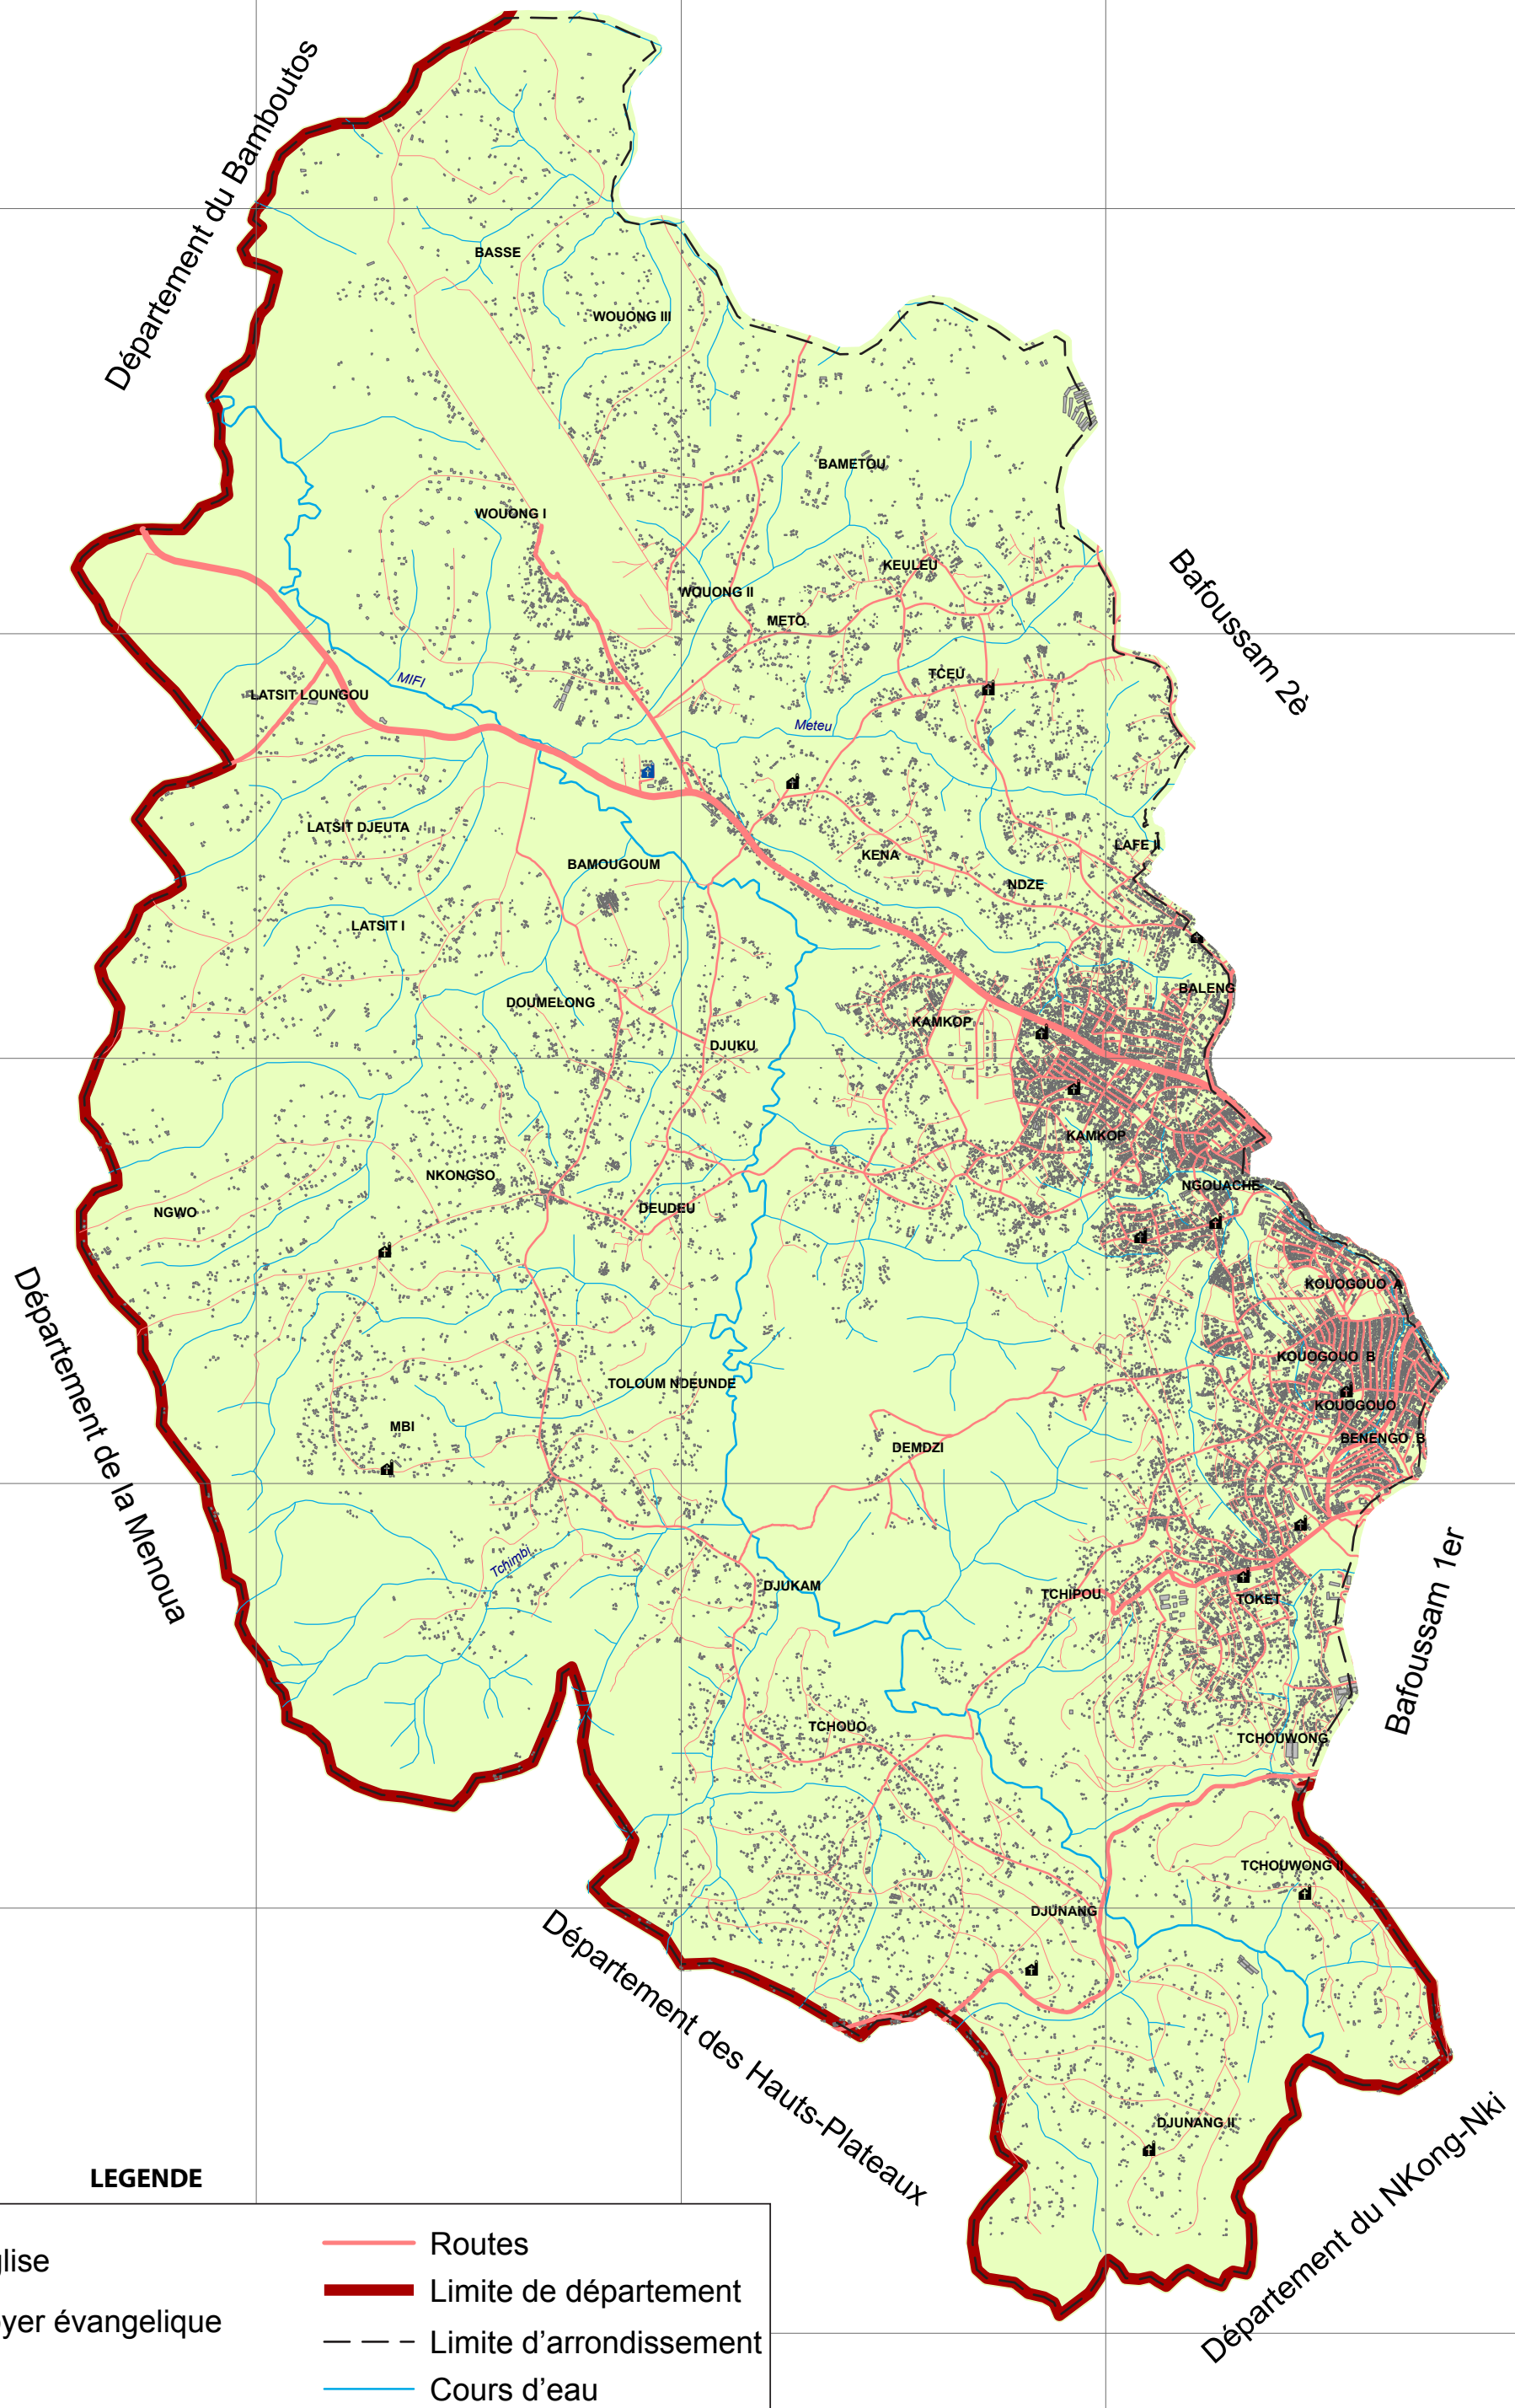 Département du Bamboutos
BASSE
WOUONG III
BAMETOU
WOUONG I
KEULEU
WOUONG II
METO
Bafoussam 2è
TCEU
MIFI
LATSIT LOUNGOU
Meteu
LATSIT DJEUTA
LAFE II
KENA
BAMOUGOUM
NDZE
LATSIT I
BALENG
DOUMELONG
KAMKOP
DJUKU
KAMKOP
NKONGSO
NGOUACHE
DEUDEU
NGWO
KOUOGOUO A
KOUOGOUO B
TOLOUM NDEUNDE
KOUOGOUO
MBI
BENENGO B
DEMDZI
Département de la Menoua
Tchimbi
DJUKAM
TCHIPOU
TOKET
Bafoussam 1er
TCHOUO
TCHOUWONG
TCHOUWONG II
DJUNANG
Département des Hauts-Plateaux
DJUNANG II
Département du NKong-Nki
LEGENDE
glise
yer évangelique
Routes
Limite de département
Limite d'arrondissement
Cours d'eau